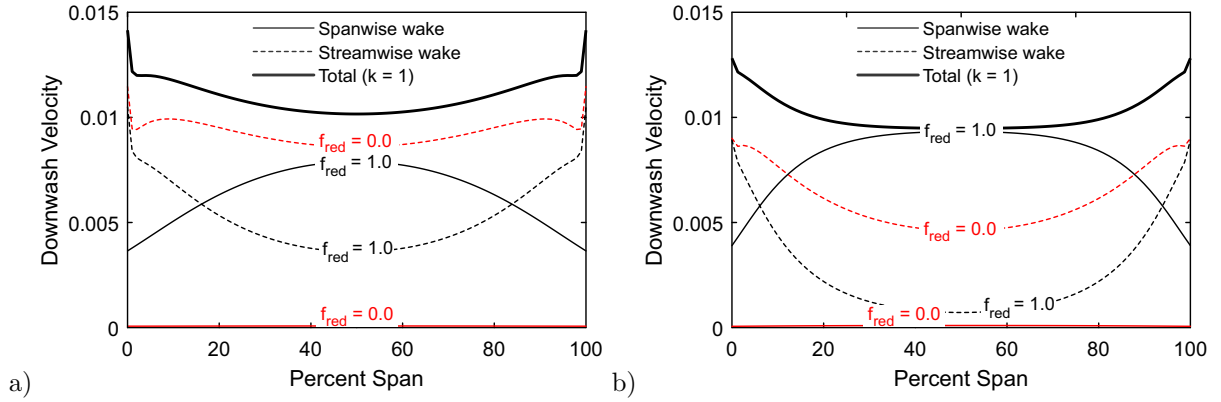 0.015
Spanwise wake
Streamwise wake
Total (k = 1)
0.01
0.005
0
f_red = 0.0
f_red = 1.0
f_red = 1.0
f_red = 0.0
0 20 40 60 80 100
Downwash Velocity
Percent Span
a)
0.015
Spanwise wake
Streamwise wake
Total (k = 1)
0.01
0.005
0
f_red = 1.0
f_red = 0.0
f_red = 0.0
f_red = 1.0
0 20 40 60 80 100
Downwash Velocity
Percent Span
b)